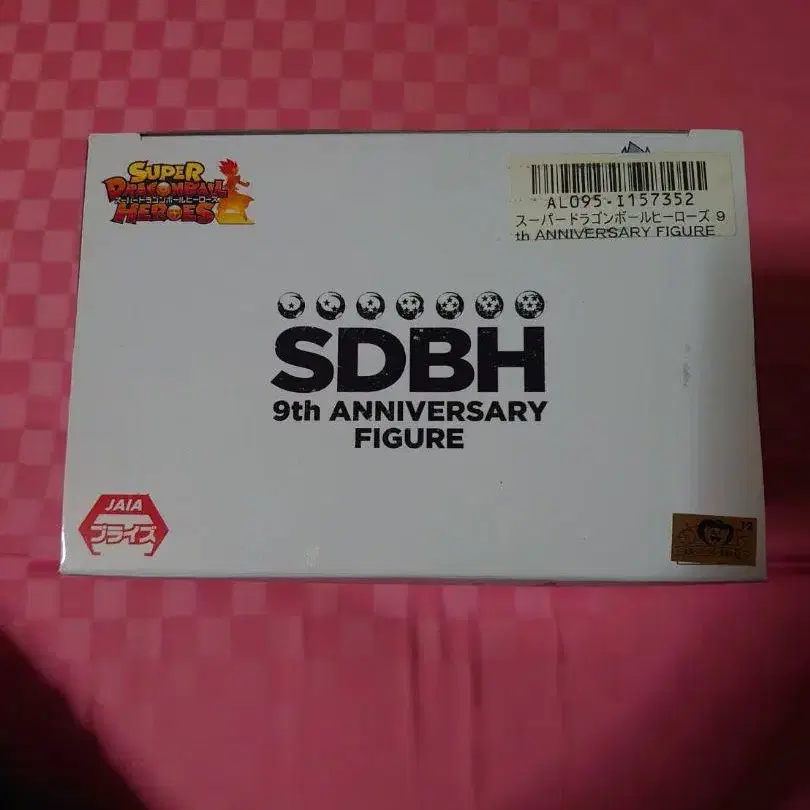 SUPER
DRAGONBALL
スーパードラゴンボールヒーローズ
HEROES
AL095-I157352
スーパードラゴンボールヒーローズ 9
th ANNIVERSARY FIGURE
SDBH
9th ANNIVERSARY
FIGURE
JAIA
プライズ